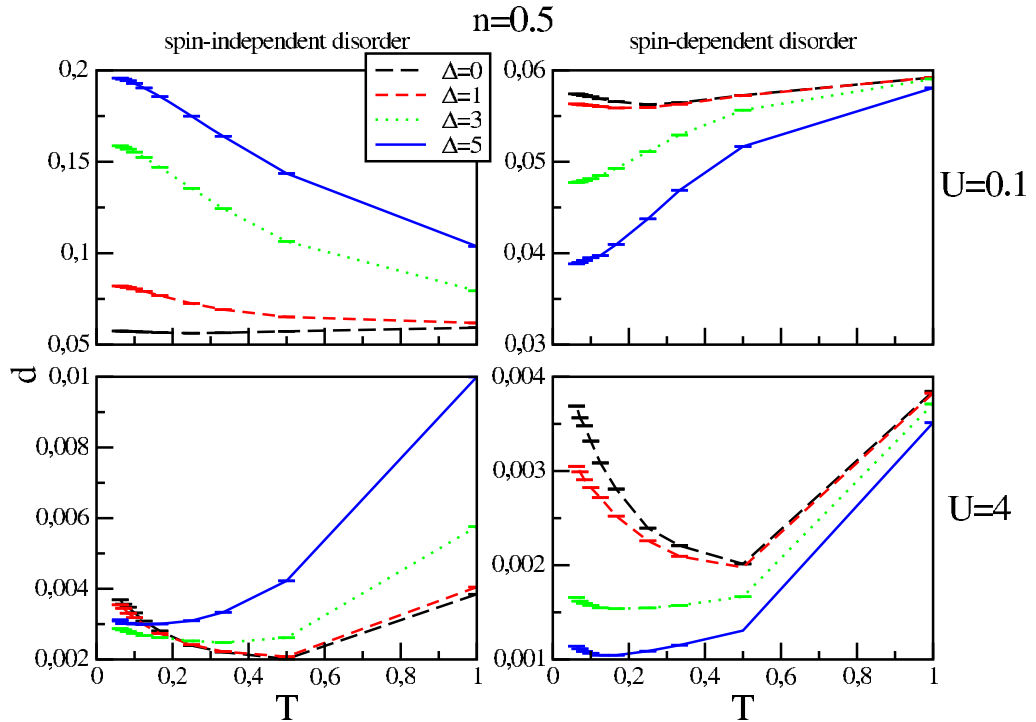 n=0.5
spin-independent disorder
spin-dependent disorder
Δ=0
Δ=1
Δ=3
Δ=5
0,2
0,15
0,1
0,05
0,06
0,05
0,04
0,03
U=0.1
d
0,01
0,008
0,006
0,004
0,002
0 0,2 0,4 0,6 0,8 1
T
0,004
0,003
0,002
0,001
0 0,2 0,4 0,6 0,8 1
T
U=4